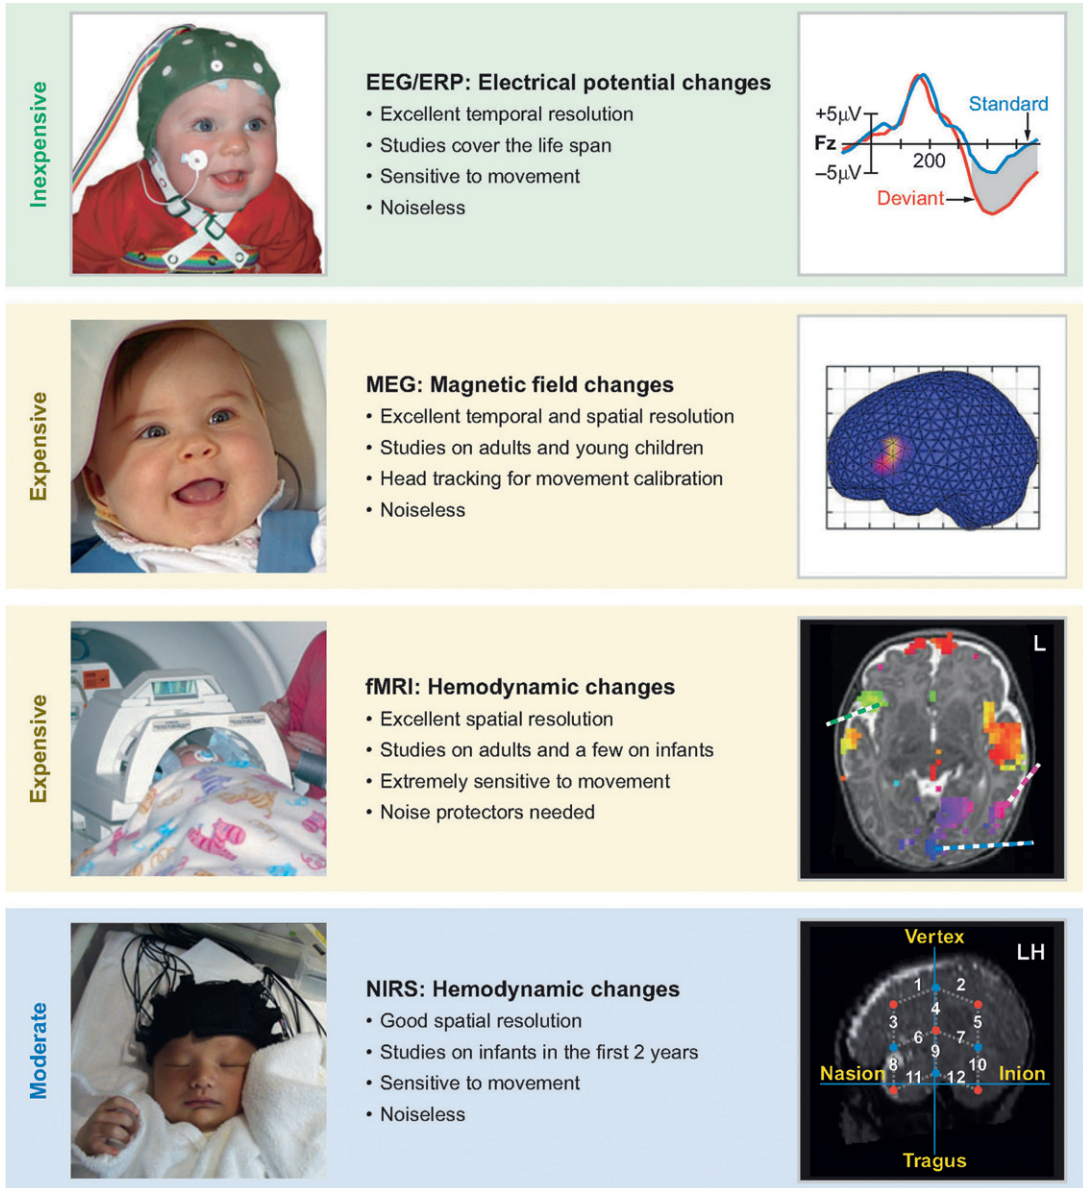 Inexpensive
EEG/ERP: Electrical potential changes
• Excellent temporal resolution
• Studies cover the life span
• Sensitive to movement
• Noiseless
+5μV
Fz
–5μV
200
Standard
Deviant
Expensive
MEG: Magnetic field changes
• Excellent temporal and spatial resolution
• Studies on adults and young children
• Head tracking for movement calibration
• Noiseless
Expensive
fMRI: Hemodynamic changes
• Excellent spatial resolution
• Studies on adults and a few on infants
• Extremely sensitive to movement
• Noise protectors needed
L
Moderate
NIRS: Hemodynamic changes
• Good spatial resolution
• Studies on infants in the first 2 years
• Sensitive to movement
• Noiseless
Vertex
LH
1 2
4
3 5
6 7
9
8 10
Nasion Inion
11 12
Tragus